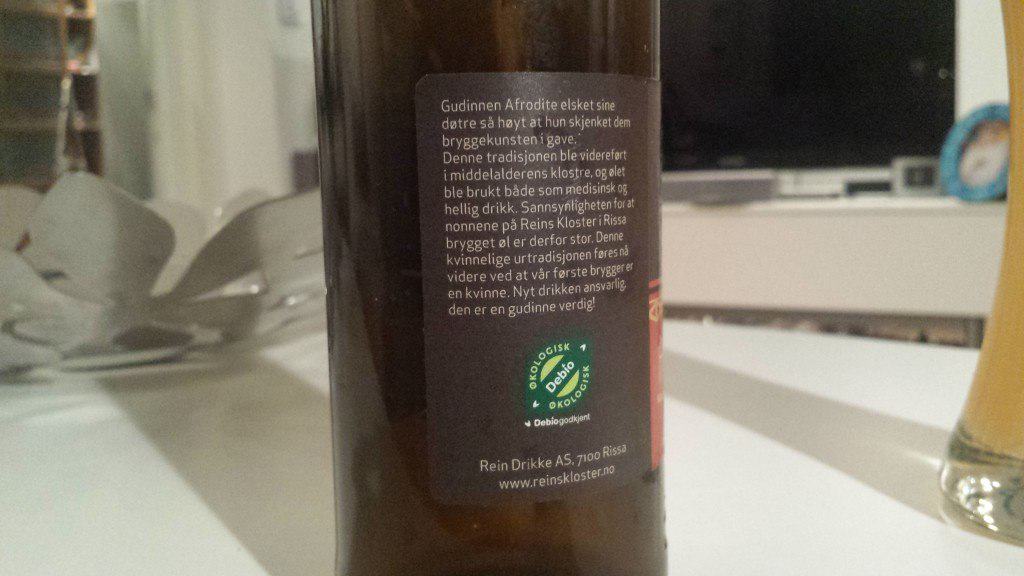 Gudinnen Afrodite elsket sine
døtre så høyt at hun skjenket dem
bryggekunsten i gave.
Denne tradisjonen ble videreført
i middelalderens klostre, og ølet
ble brukt både som medisinsk og
hellig drikk. Sannsynligheten for at
nonnene på Reins Kloster i Rissa
brygget øl er derfor stor. Denne
kvinnelige urtradisjonen føres nå
videre ved at vår første brygger er
en kvinne. Nyt drikken ansvarlig,
den er en gudinne verdig!
ØKOLOGISK
Debio
ØKOLOGISK
Debiogodkjent
Rein Drikke AS, 7100 Rissa
www.reinskloster.no